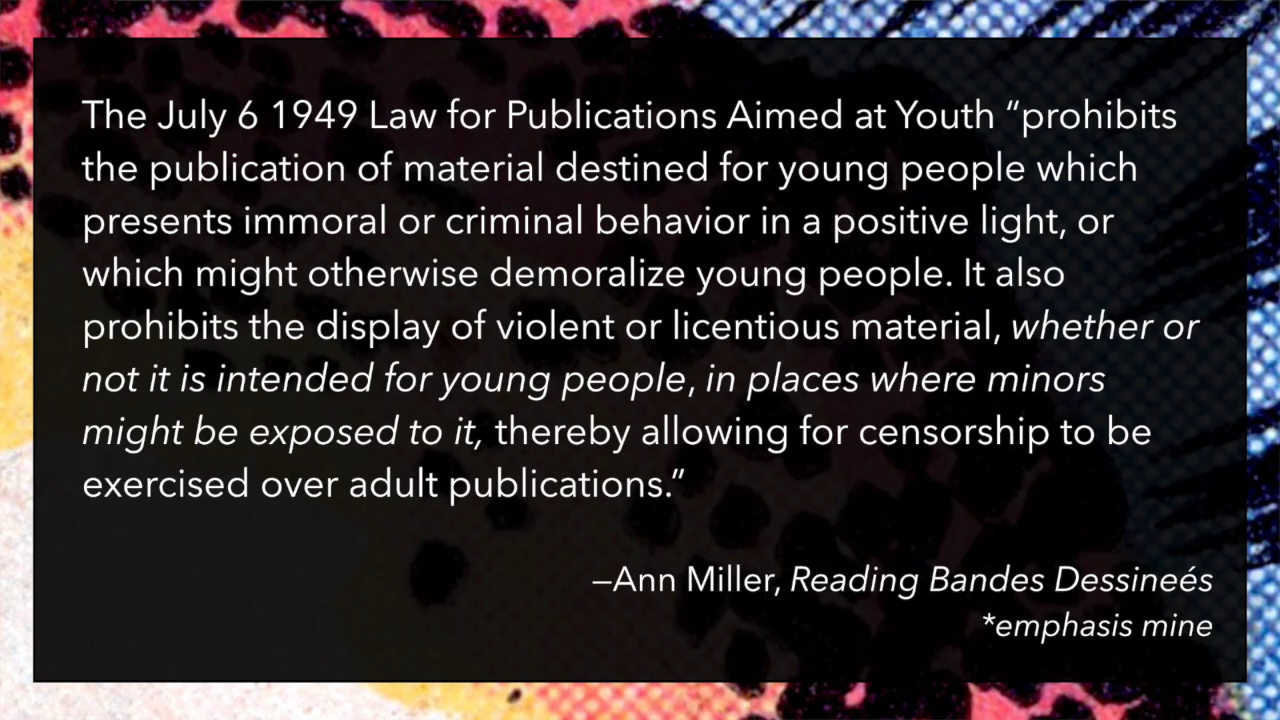 The July 6 1949 Law for Publications Aimed at Youth “prohibits
the publication of material destined for young people which
presents immoral or criminal behavior in a positive light, or
which might otherwise demoralize young people. It also
prohibits the display of violent or licentious material, whether or
not it is intended for young people, in places where minors
might be exposed to it, thereby allowing for censorship to be
exercised over adult publications.”
—Ann Miller, Reading Bandes Dessineés
*emphasis mine